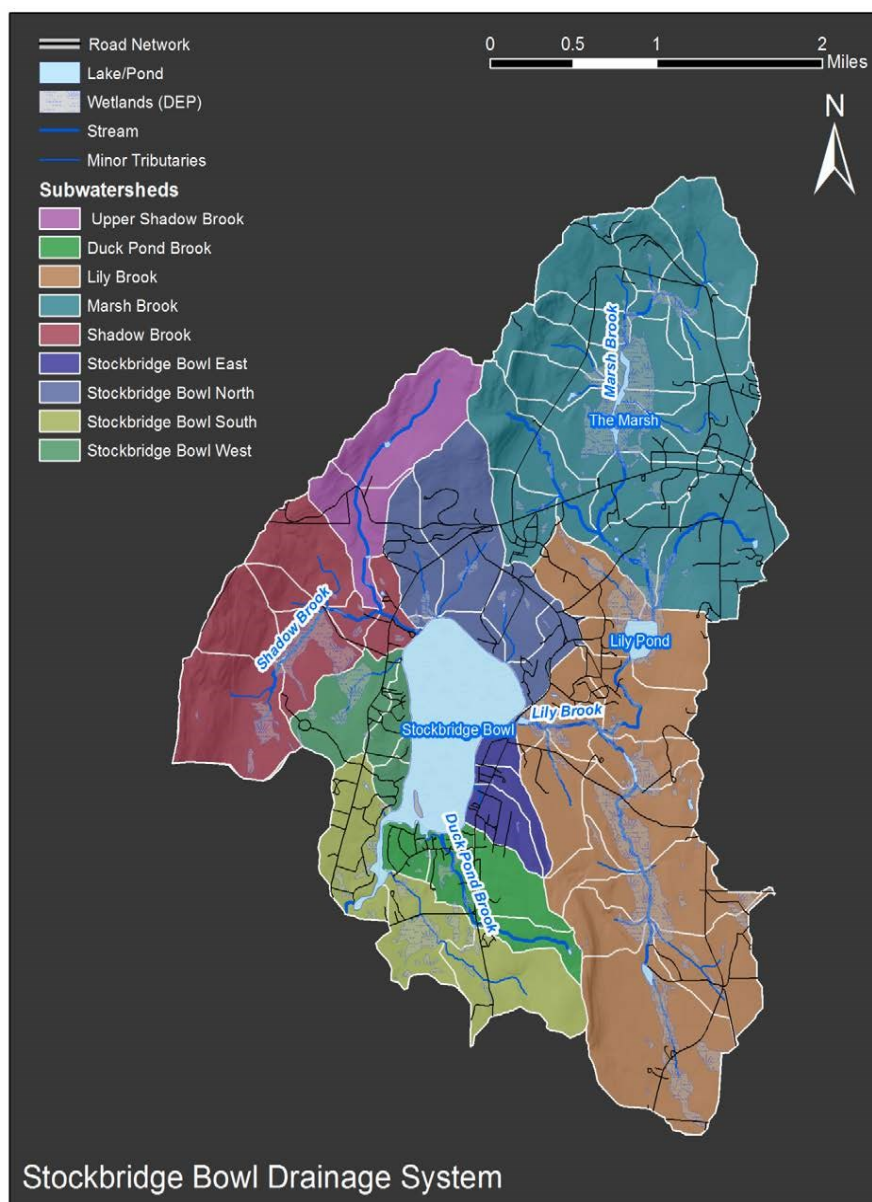 Road Network
Lake/Pond
Wetlands (DEP)
Stream
Minor Tributaries
Subwatersheds
Upper Shadow Brook
Duck Pond Brook
Lily Brook
Marsh Brook
Shadow Brook
Stockbridge Bowl East
Stockbridge Bowl North
Stockbridge Bowl South
Stockbridge Bowl West
0 0.5 1 2
Miles
N
Marsh Brook
The Marsh
Shadow Brook
Lily Pond
Lily Brook
Stockbridge Bowl
Duck Pond Brook
Stockbridge Bowl Drainage System